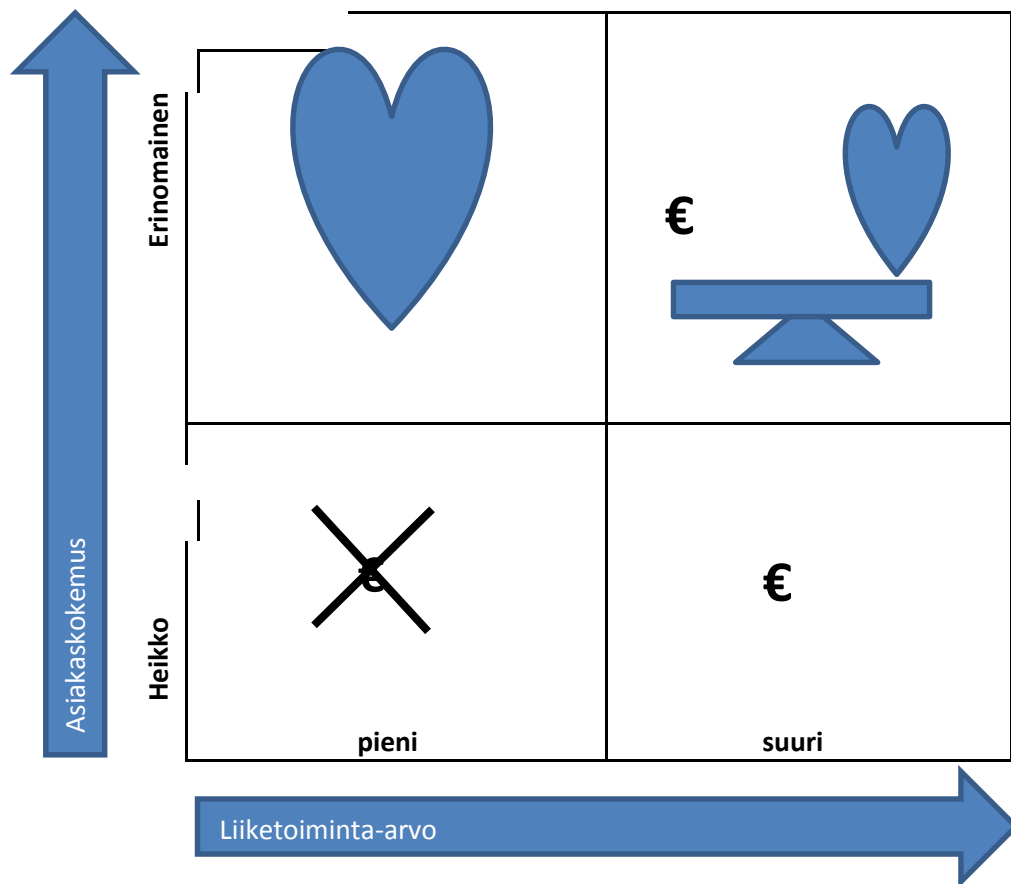 Erinomainen
€
Asiakaskokemus
Heikko
€
€
pieni
suuri
Liiketoiminta-arvo